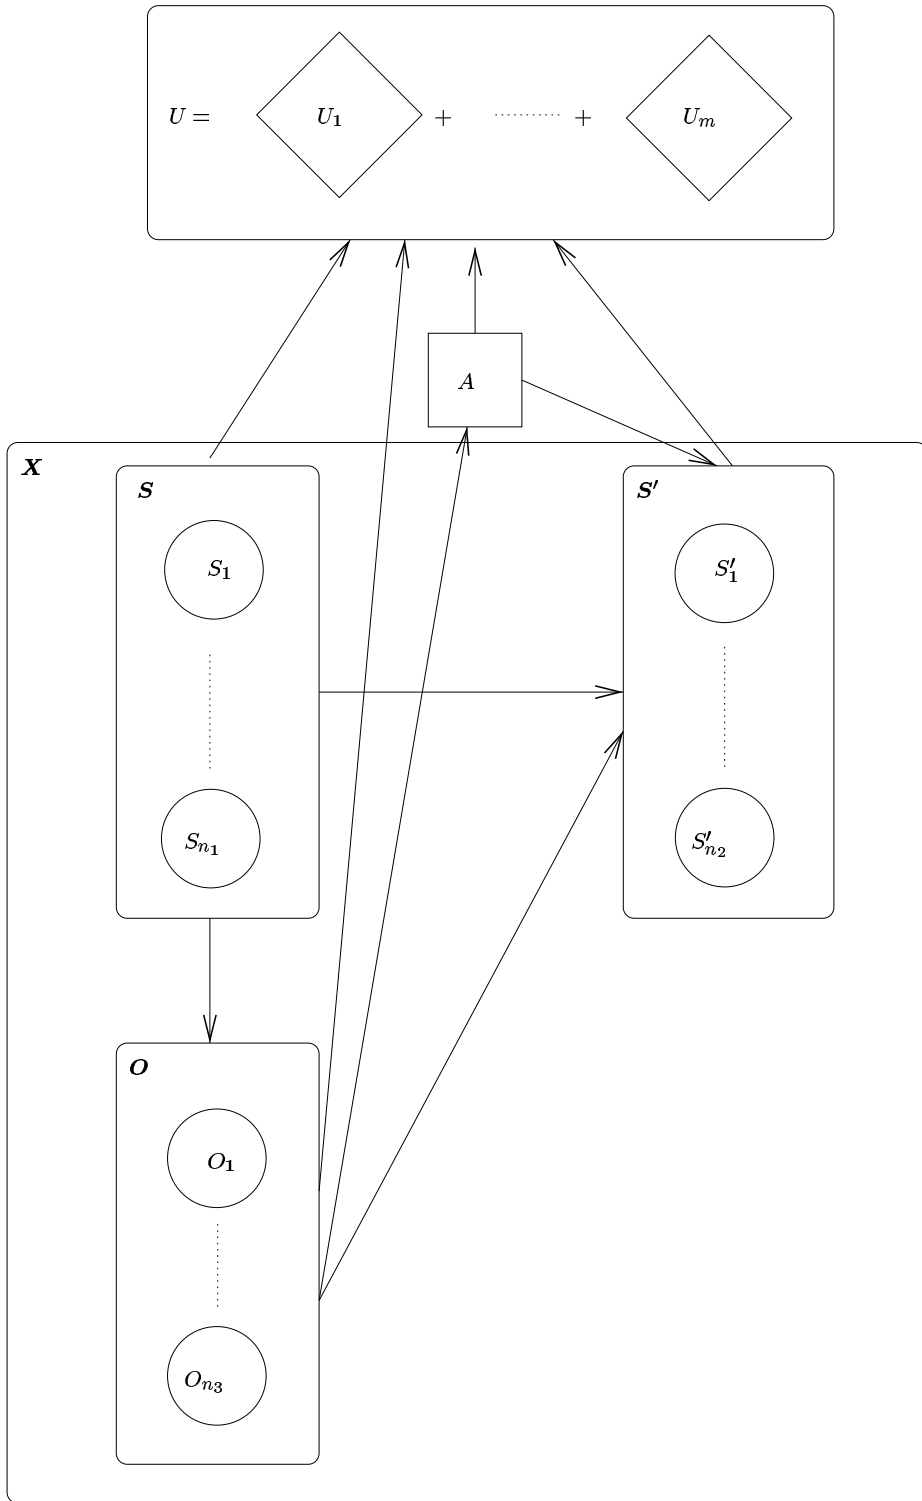 U = U₁ + ·········· + Uₘ
A
X
S S′
S₁ S′₁
Sₙ₁ S′ₙ₂
O
O₁
Oₙ₃